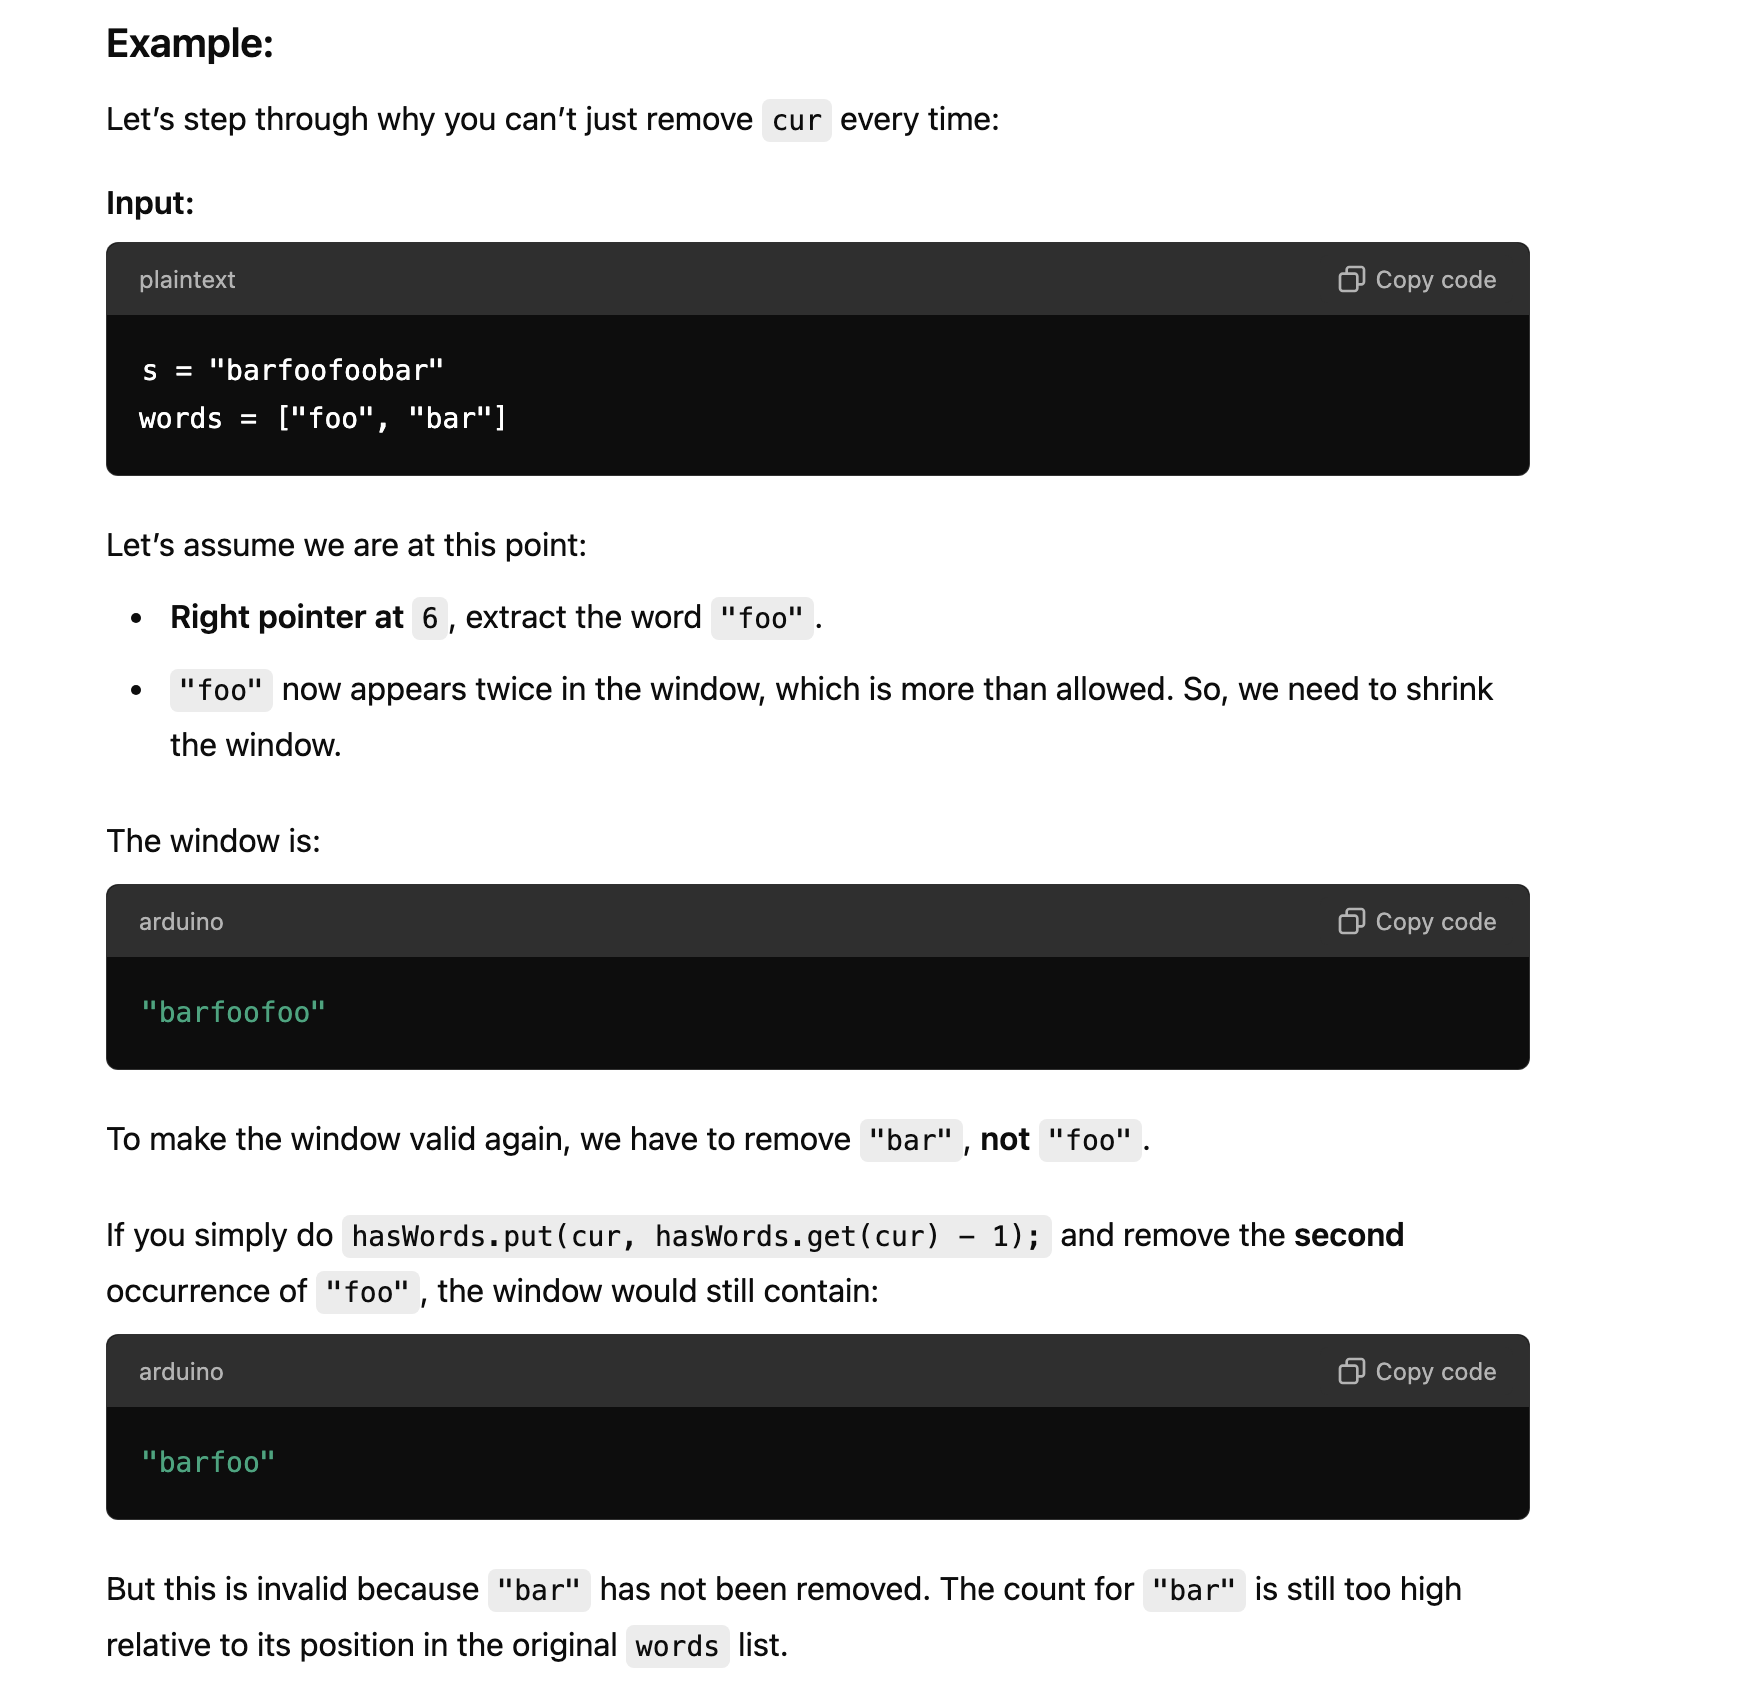 Example:
Let’s step through why you can’t just remove cur every time:
Input:
plaintext
Copy code
s = "barfoofoobar"
words = ["foo", "bar"]
Let’s assume we are at this point:
• Right pointer at 6, extract the word "foo".
• "foo" now appears twice in the window, which is more than allowed. So, we need to shrink
the window.
The window is:
arduino
Copy code
"barfoofoo"
To make the window valid again, we have to remove "bar", not "foo".
If you simply do hasWords.put(cur, hasWords.get(cur) - 1); and remove the second
occurrence of "foo", the window would still contain:
arduino
Copy code
"barfoo"
But this is invalid because "bar" has not been removed. The count for "bar" is still too high
relative to its position in the original words list.